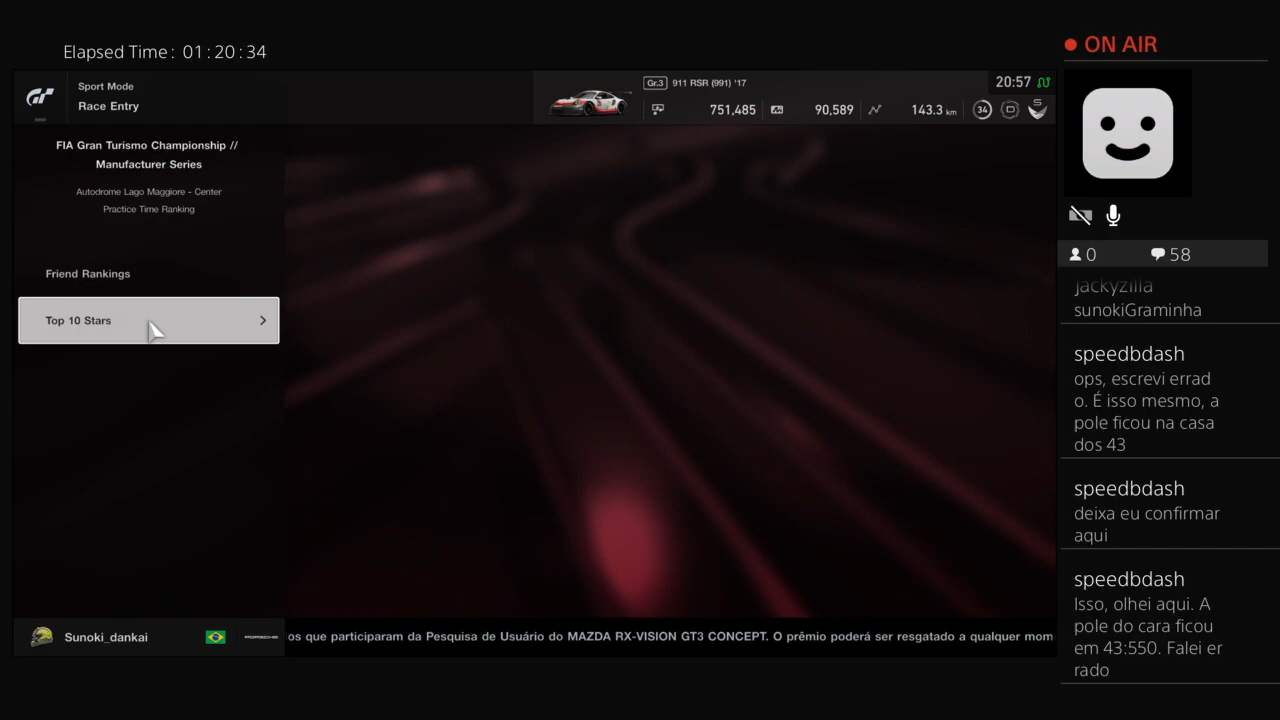 Elapsed Time: 01:20:34
ON AIR
Sport Mode
Race Entry
Gr.3 911 RSR (991) '17
20:57
751,485 90,589 143.3 km 34 D S
FIA Gran Turismo Championship //
Manufacturer Series
Autodrome Lago Maggiore - Center
Practice Time Ranking
Friend Rankings
Top 10 Stars
Sunoki_dankai
PORSCHE
os que participaram da Pesquisa de Usuário do MAZDA RX-VISION GT3 CONCEPT. O prêmio poderá ser resgatado a qualquer mom
0 58
jackyzilla
sunokiGraminha
speedbdash
ops, escrevi errad
o. É isso mesmo, a
pole ficou na casa
dos 43
speedbdash
deixa eu confirmar
aqui
speedbdash
Isso, olhei aqui. A
pole do cara ficou
em 43:550. Falei er
rado